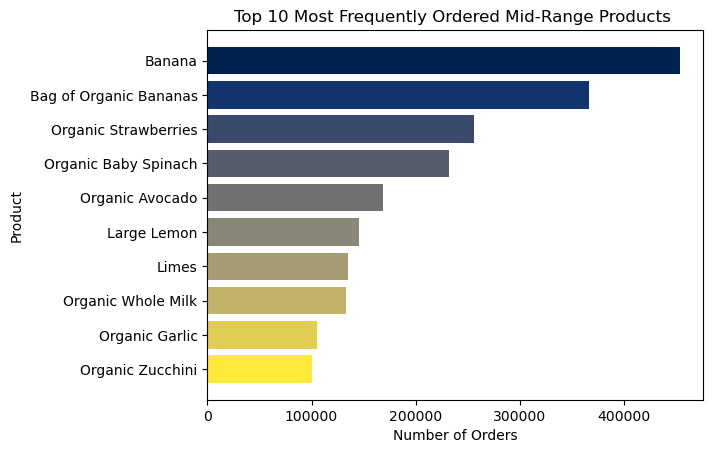 Top 10 Most Frequently Ordered Mid-Range Products
Product
Banana
Bag of Organic Bananas
Organic Strawberries
Organic Baby Spinach
Organic Avocado
Large Lemon
Limes
Organic Whole Milk
Organic Garlic
Organic Zucchini
0 100000 200000 300000 400000
Number of Orders